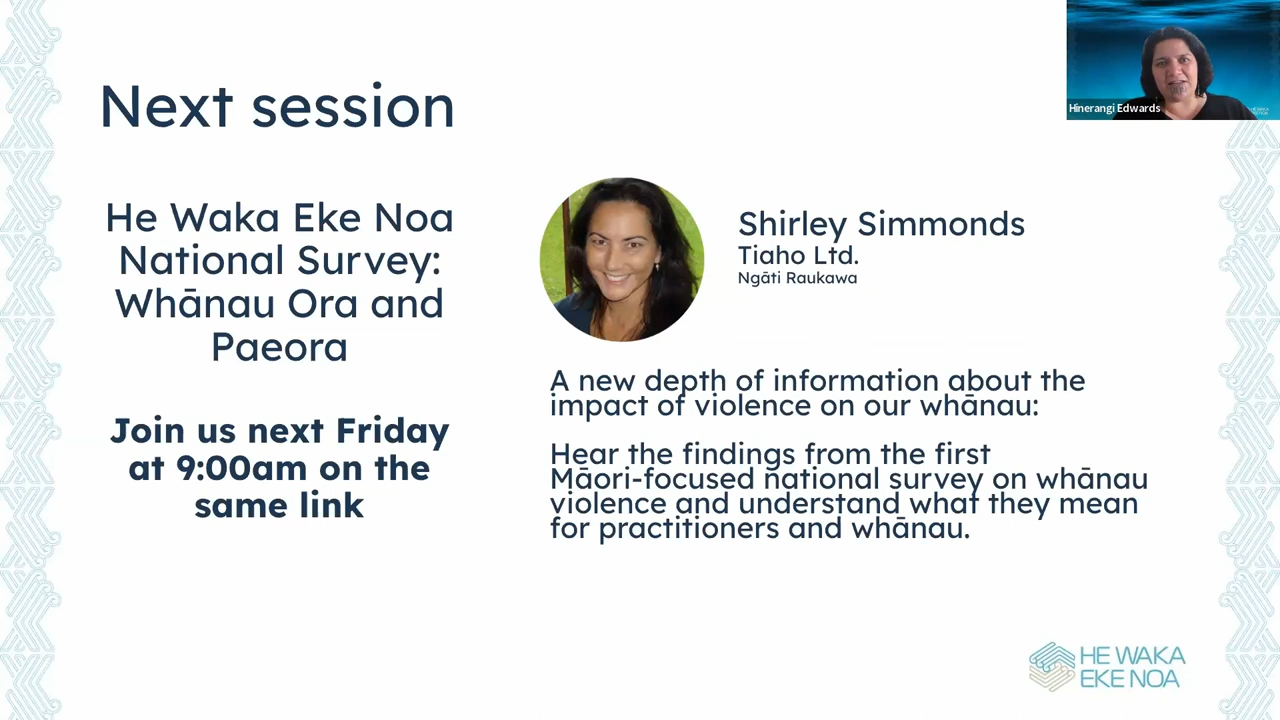 Next session
He Waka Eke Noa
National Survey:
Whānau Ora and
Paeora
Join us next Friday
at 9:00am on the
same link
Hinerangi Edwards
Shirley Simmonds
Tiaho Ltd.
Ngāti Raukawa
A new depth of information about the
impact of violence on our whānau:
Hear the findings from the first
Māori-focused national survey on whānau
violence and understand what they mean
for practitioners and whānau.
HE WAKA
EKE NOA